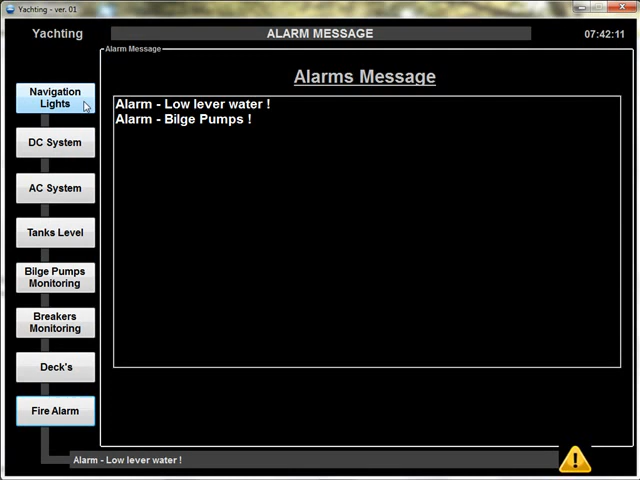 Yachting - ver. 01
Yachting
ALARM MESSAGE
07:42:11
Alarm Message
Alarms Message
Alarm - Low lever water !
Alarm - Bilge Pumps !
Navigation
Lights
DC System
AC System
Tanks Level
Bilge Pumps
Monitoring
Breakers
Monitoring
Deck's
Fire Alarm
Alarm - Low lever water !